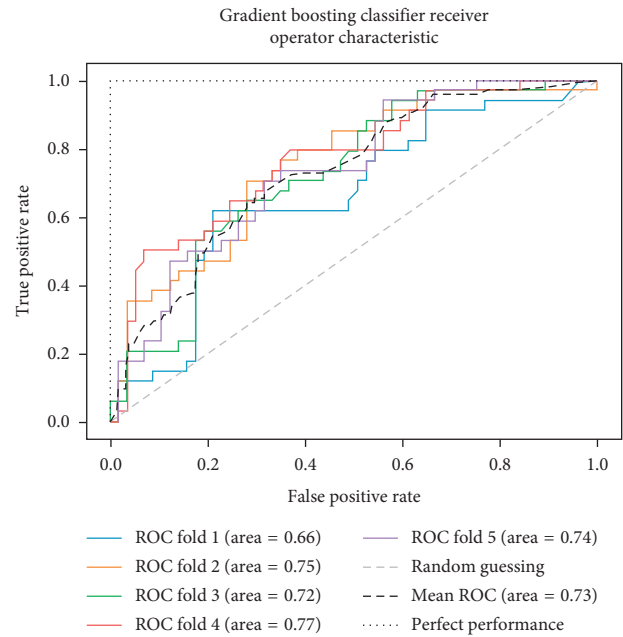 Gradient boosting classifier receiver
operator characteristic
1.0
0.8
0.6
0.4
0.2
0.0
True positive rate
0.0 0.2 0.4 0.6 0.8 1.0
False positive rate
ROC fold 1 (area = 0.66)
ROC fold 2 (area = 0.75)
ROC fold 3 (area = 0.72)
ROC fold 4 (area = 0.77)
ROC fold 5 (area = 0.74)
Random guessing
Mean ROC (area = 0.73)
Perfect performance